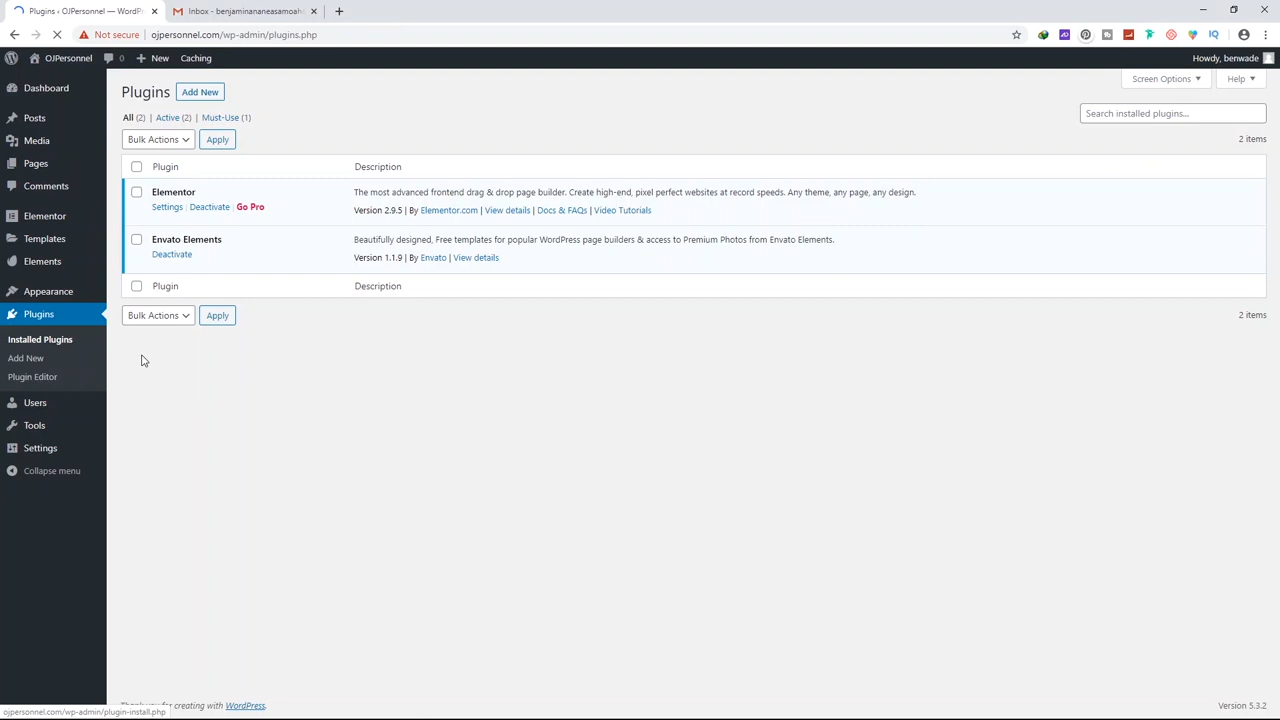 Plugins ‹ OJPersonnel — WordPr
Inbox - benjaminananeasamoah
Not secure | ojpersonnel.com/wp-admin/plugins.php
OJPersonnel 0 New Caching
Howdy, benwade
Dashboard
Posts
Media
Pages
Comments
Elementor
Templates
Elements
Appearance
Plugins
Installed Plugins
Add New
Plugin Editor
Users
Tools
Settings
Collapse menu
Screen Options Help
Plugins Add New
All (2) | Active (2) | Must-Use (1)
Search installed plugins...
Bulk Actions Apply
2 items
Plugin Description
Elementor
Settings | Deactivate | Go Pro
The most advanced frontend drag & drop page builder. Create high-end, pixel perfect websites at record speeds. Any theme, any page, any design.
Version 2.9.5 | By Elementor.com | View details | Docs & FAQs | Video Tutorials
Envato Elements
Deactivate
Beautifully designed, Free templates for popular WordPress page builders & access to Premium Photos from Envato Elements.
Version 1.1.9 | By Envato | View details
Plugin Description
Bulk Actions Apply
2 items
Thank you for creating with WordPress.
Version 5.3.2
ojpersonnel.com/wp-admin/plugin-install.php